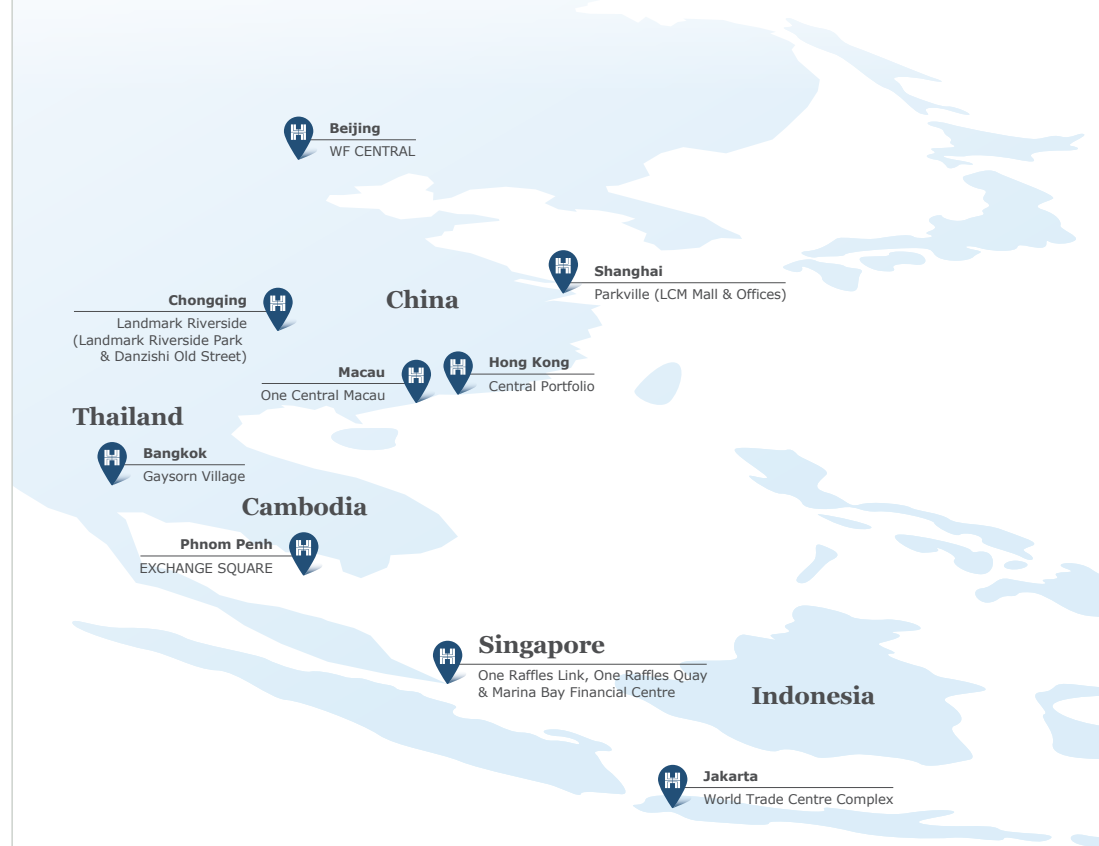 Beijing
WF CENTRAL
Shanghai
Parkville (LCM Mall & Offices)
China
Chongqing
Landmark Riverside
(Landmark Riverside Park
& Danzishi Old Street)
Hong Kong
Central Portfolio
Macau
One Central Macau
Thailand
Bangkok
Gaysorn Village
Cambodia
Phnom Penh
EXCHANGE SQUARE
Singapore
One Raffles Link, One Raffles Quay
& Marina Bay Financial Centre
Indonesia
Jakarta
World Trade Centre Complex